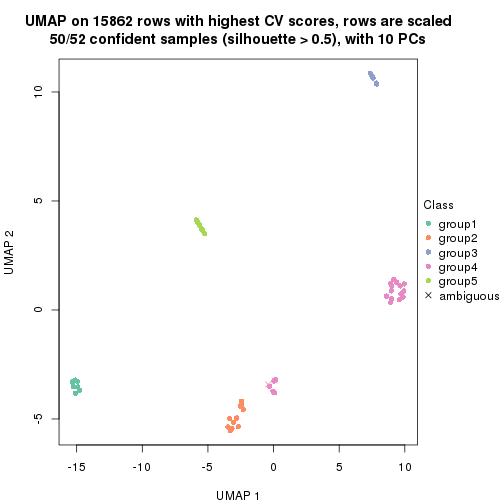 UMAP on 15862 rows with highest CV scores, rows are scaled
50/52 confident samples (silhouette > 0.5), with 10 PCs
10
5
0
-5
UMAP 2
-15
-10
-5
0
5
10
UMAP 1
Class
group1
group2
group3
group4
group5
ambiguous